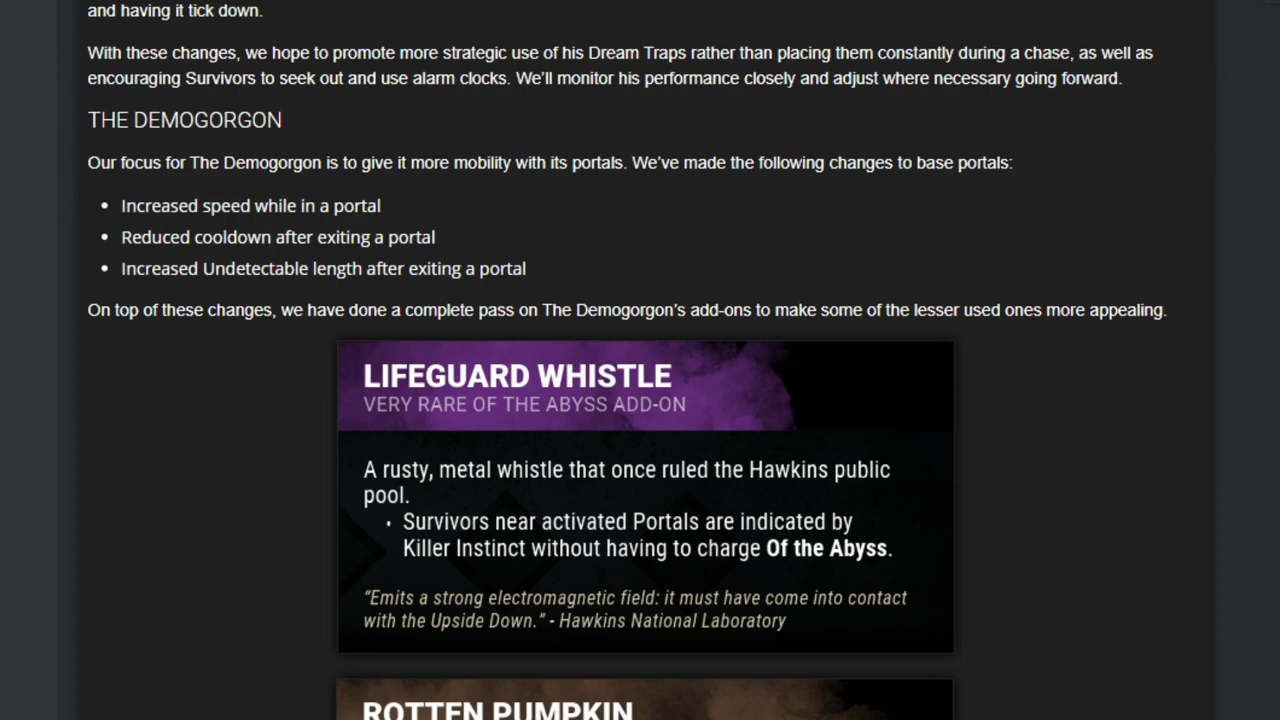 and having it tick down.
With these changes, we hope to promote more strategic use of his Dream Traps rather than placing them constantly during a chase, as well as
encouraging Survivors to seek out and use alarm clocks. We’ll monitor his performance closely and adjust where necessary going forward.
THE DEMOGORGON
Our focus for The Demogorgon is to give it more mobility with its portals. We’ve made the following changes to base portals:
• Increased speed while in a portal
• Reduced cooldown after exiting a portal
• Increased Undetectable length after exiting a portal
On top of these changes, we have done a complete pass on The Demogorgon’s add-ons to make some of the lesser used ones more appealing.
LIFEGUARD WHISTLE
VERY RARE OF THE ABYSS ADD-ON
A rusty, metal whistle that once ruled the Hawkins public
pool.
• Survivors near activated Portals are indicated by
Killer Instinct without having to charge Of the Abyss.
“Emits a strong electromagnetic field: it must have come into contact
with the Upside Down.” - Hawkins National Laboratory
ROTTEN PUMPKIN